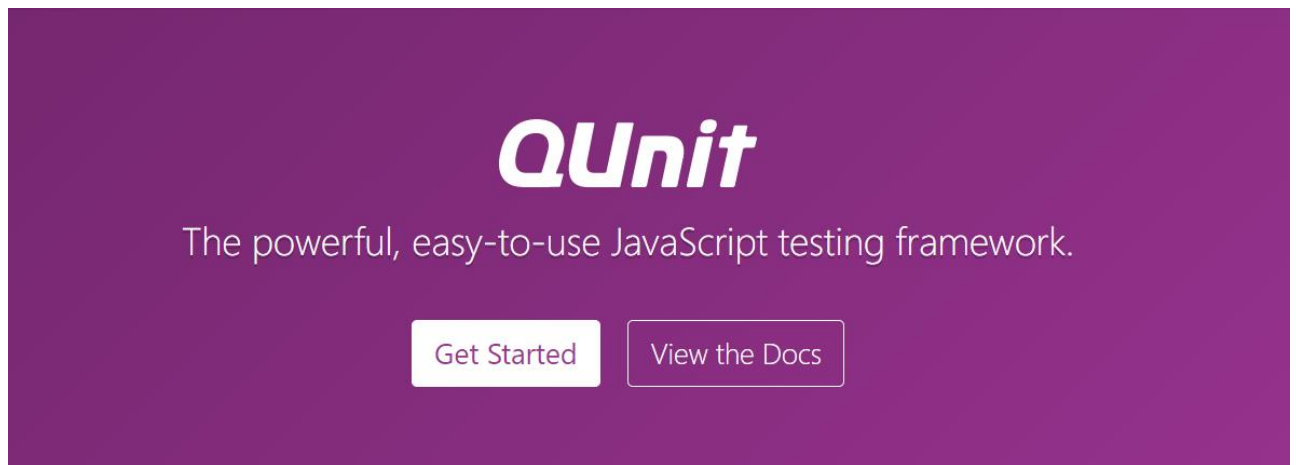 QUnit
The powerful, easy-to-use JavaScript testing framework.
Get Started
View the Docs